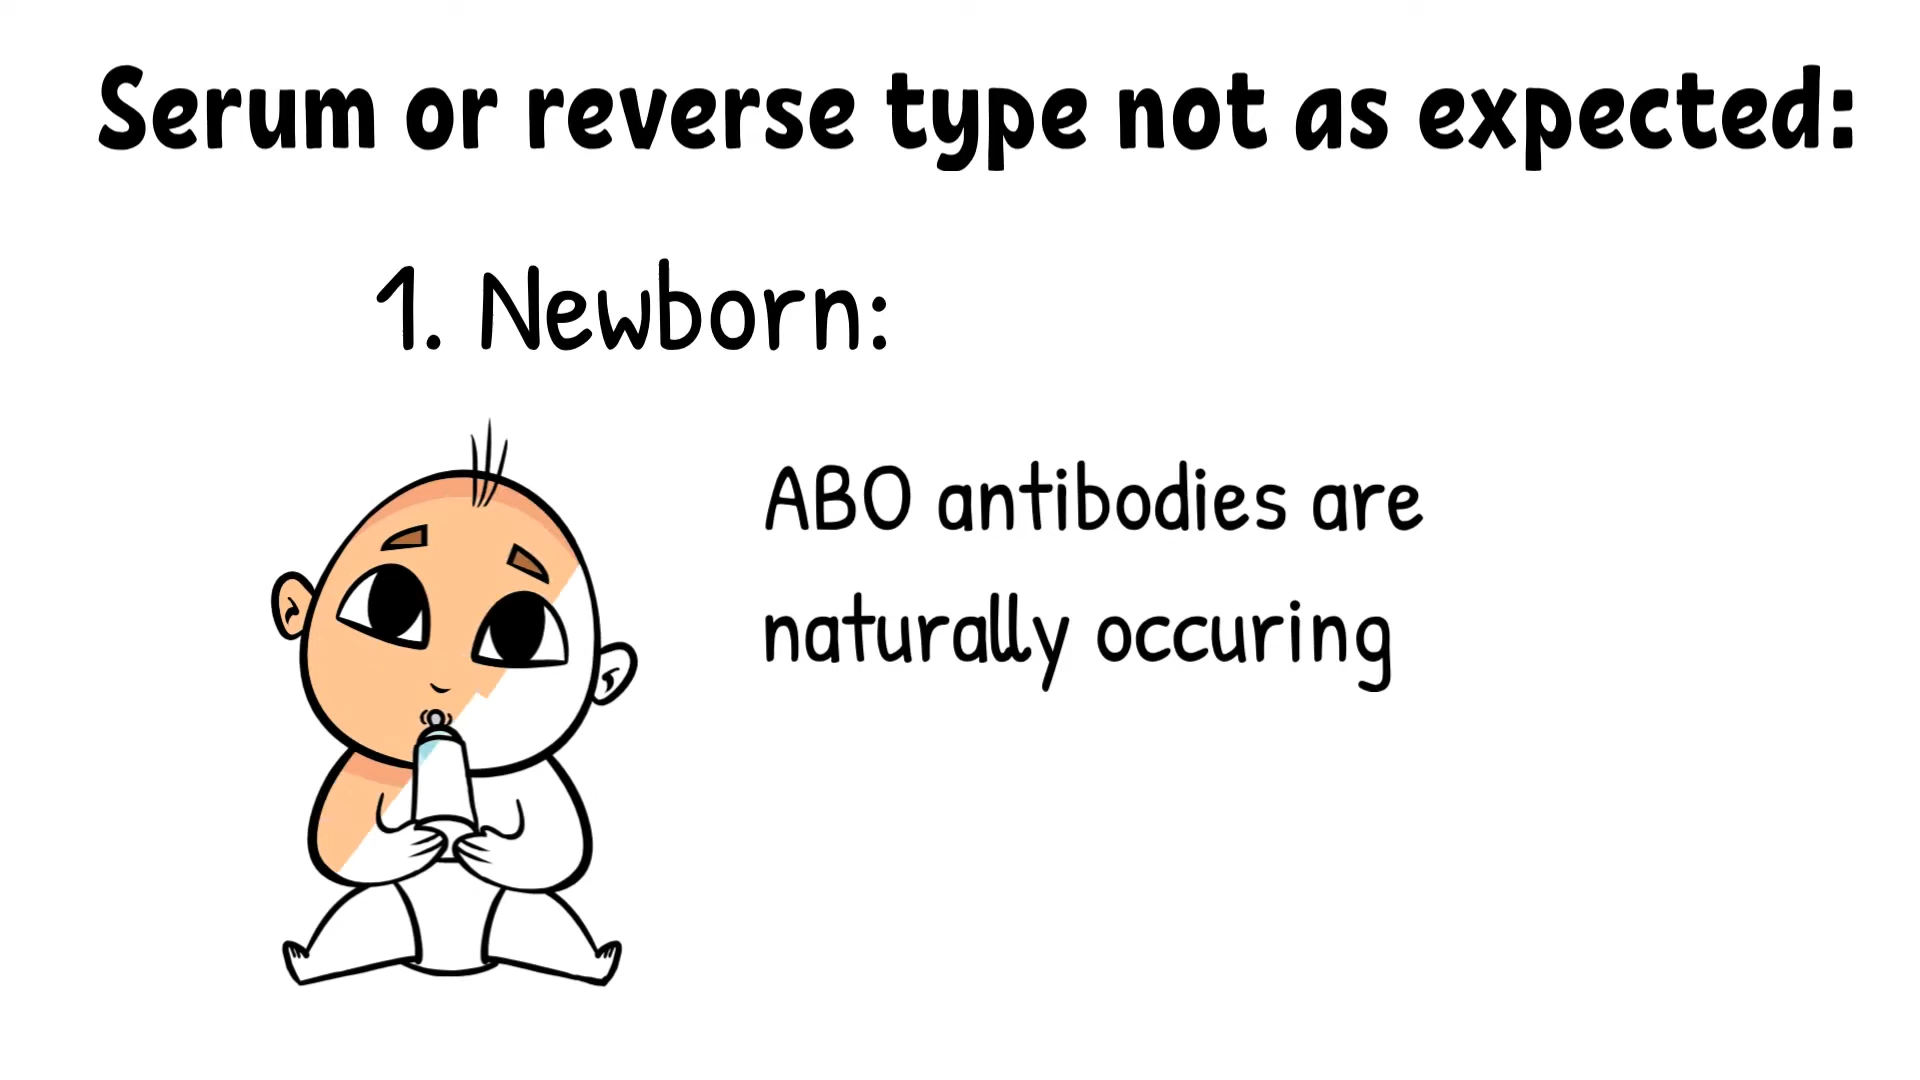 Serum or reverse type not as expected:
1. Newborn:
ABO antibodies are
naturally occuring